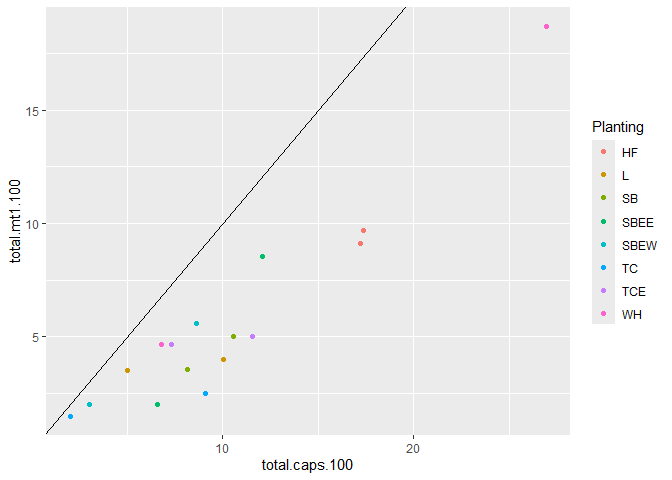 15
10
5
total.mt1.100
10
20
total.caps.100
Planting
HF
L
SB
SBEE
SBEW
TC
TCE
WH